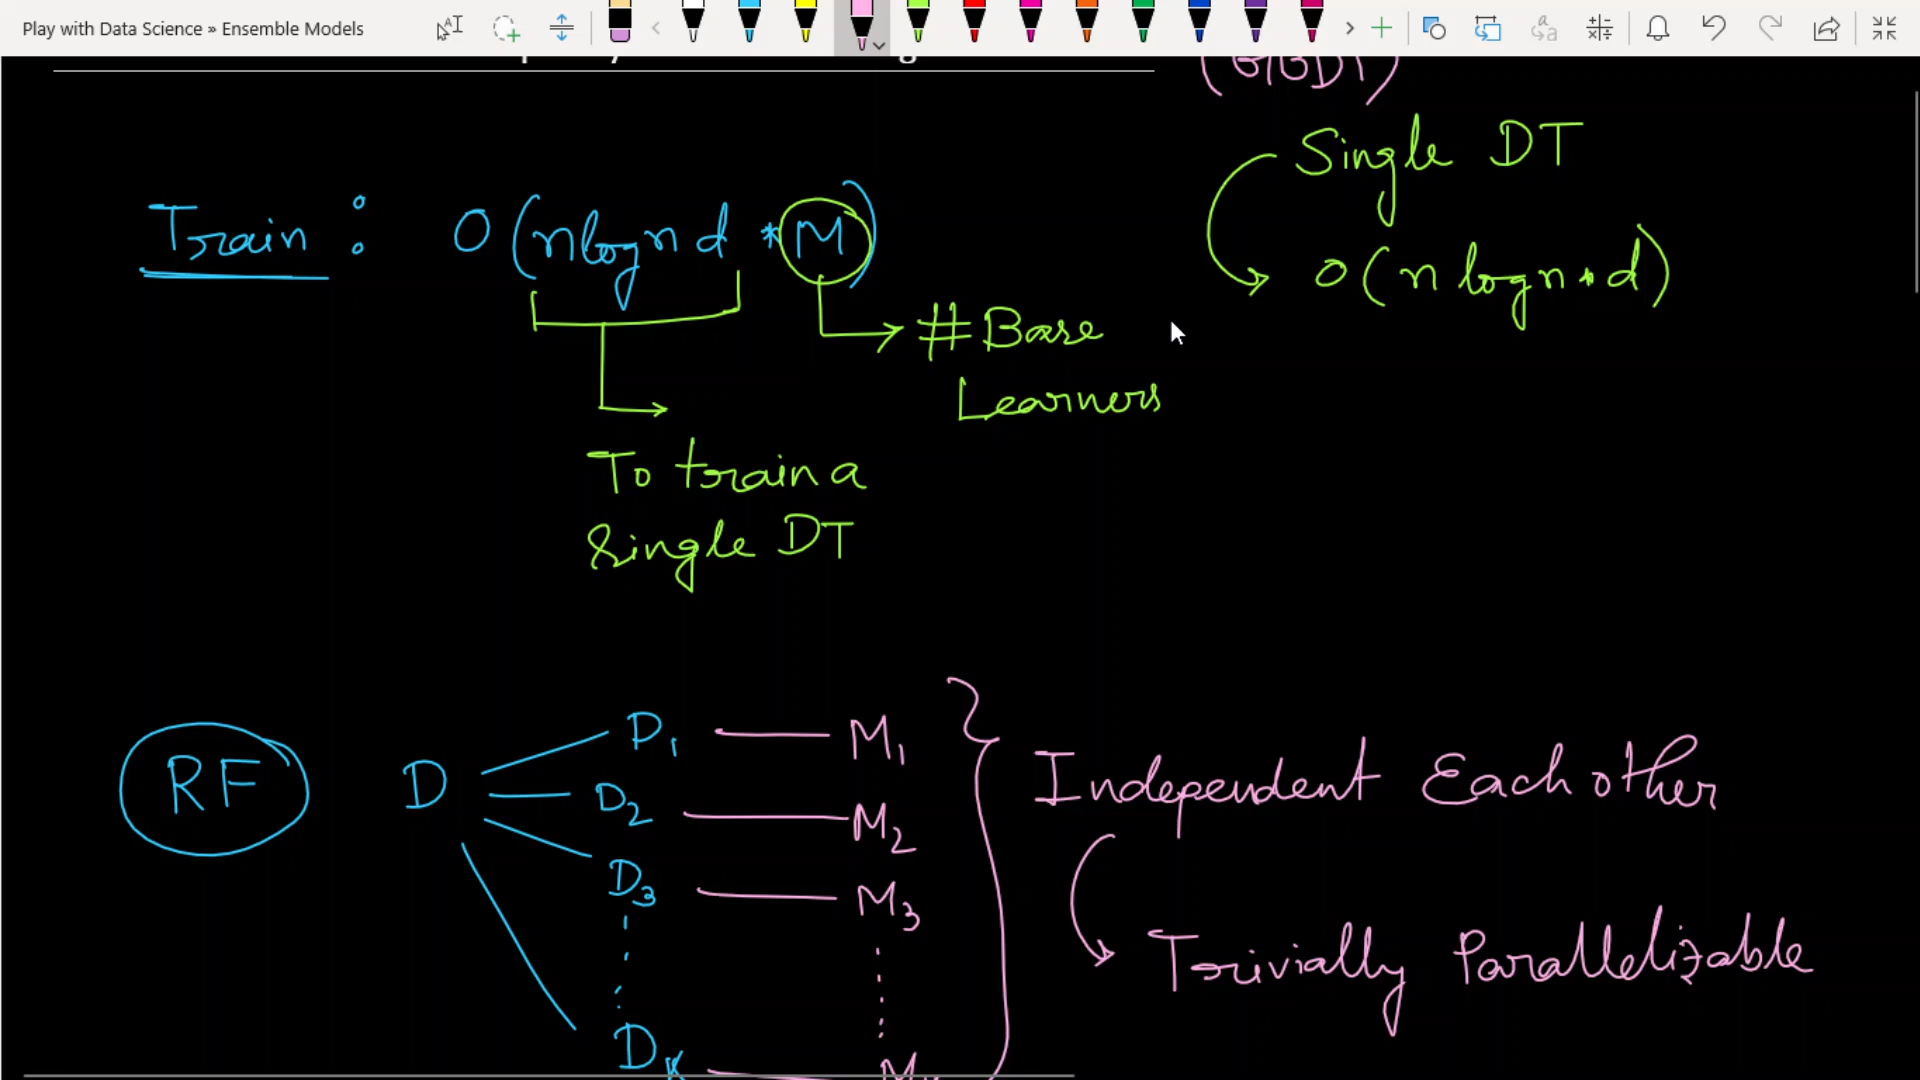 Play with Data Science » Ensemble Models
(GBDT)
Single DT
Train : O(nlogn d * M)
O(n logn * d)
#Base
Learners
To train a
Single DT
RF D D1 M1
D2 M2
D3 M3
DK
Independent Each other
Trivially Parallelizable